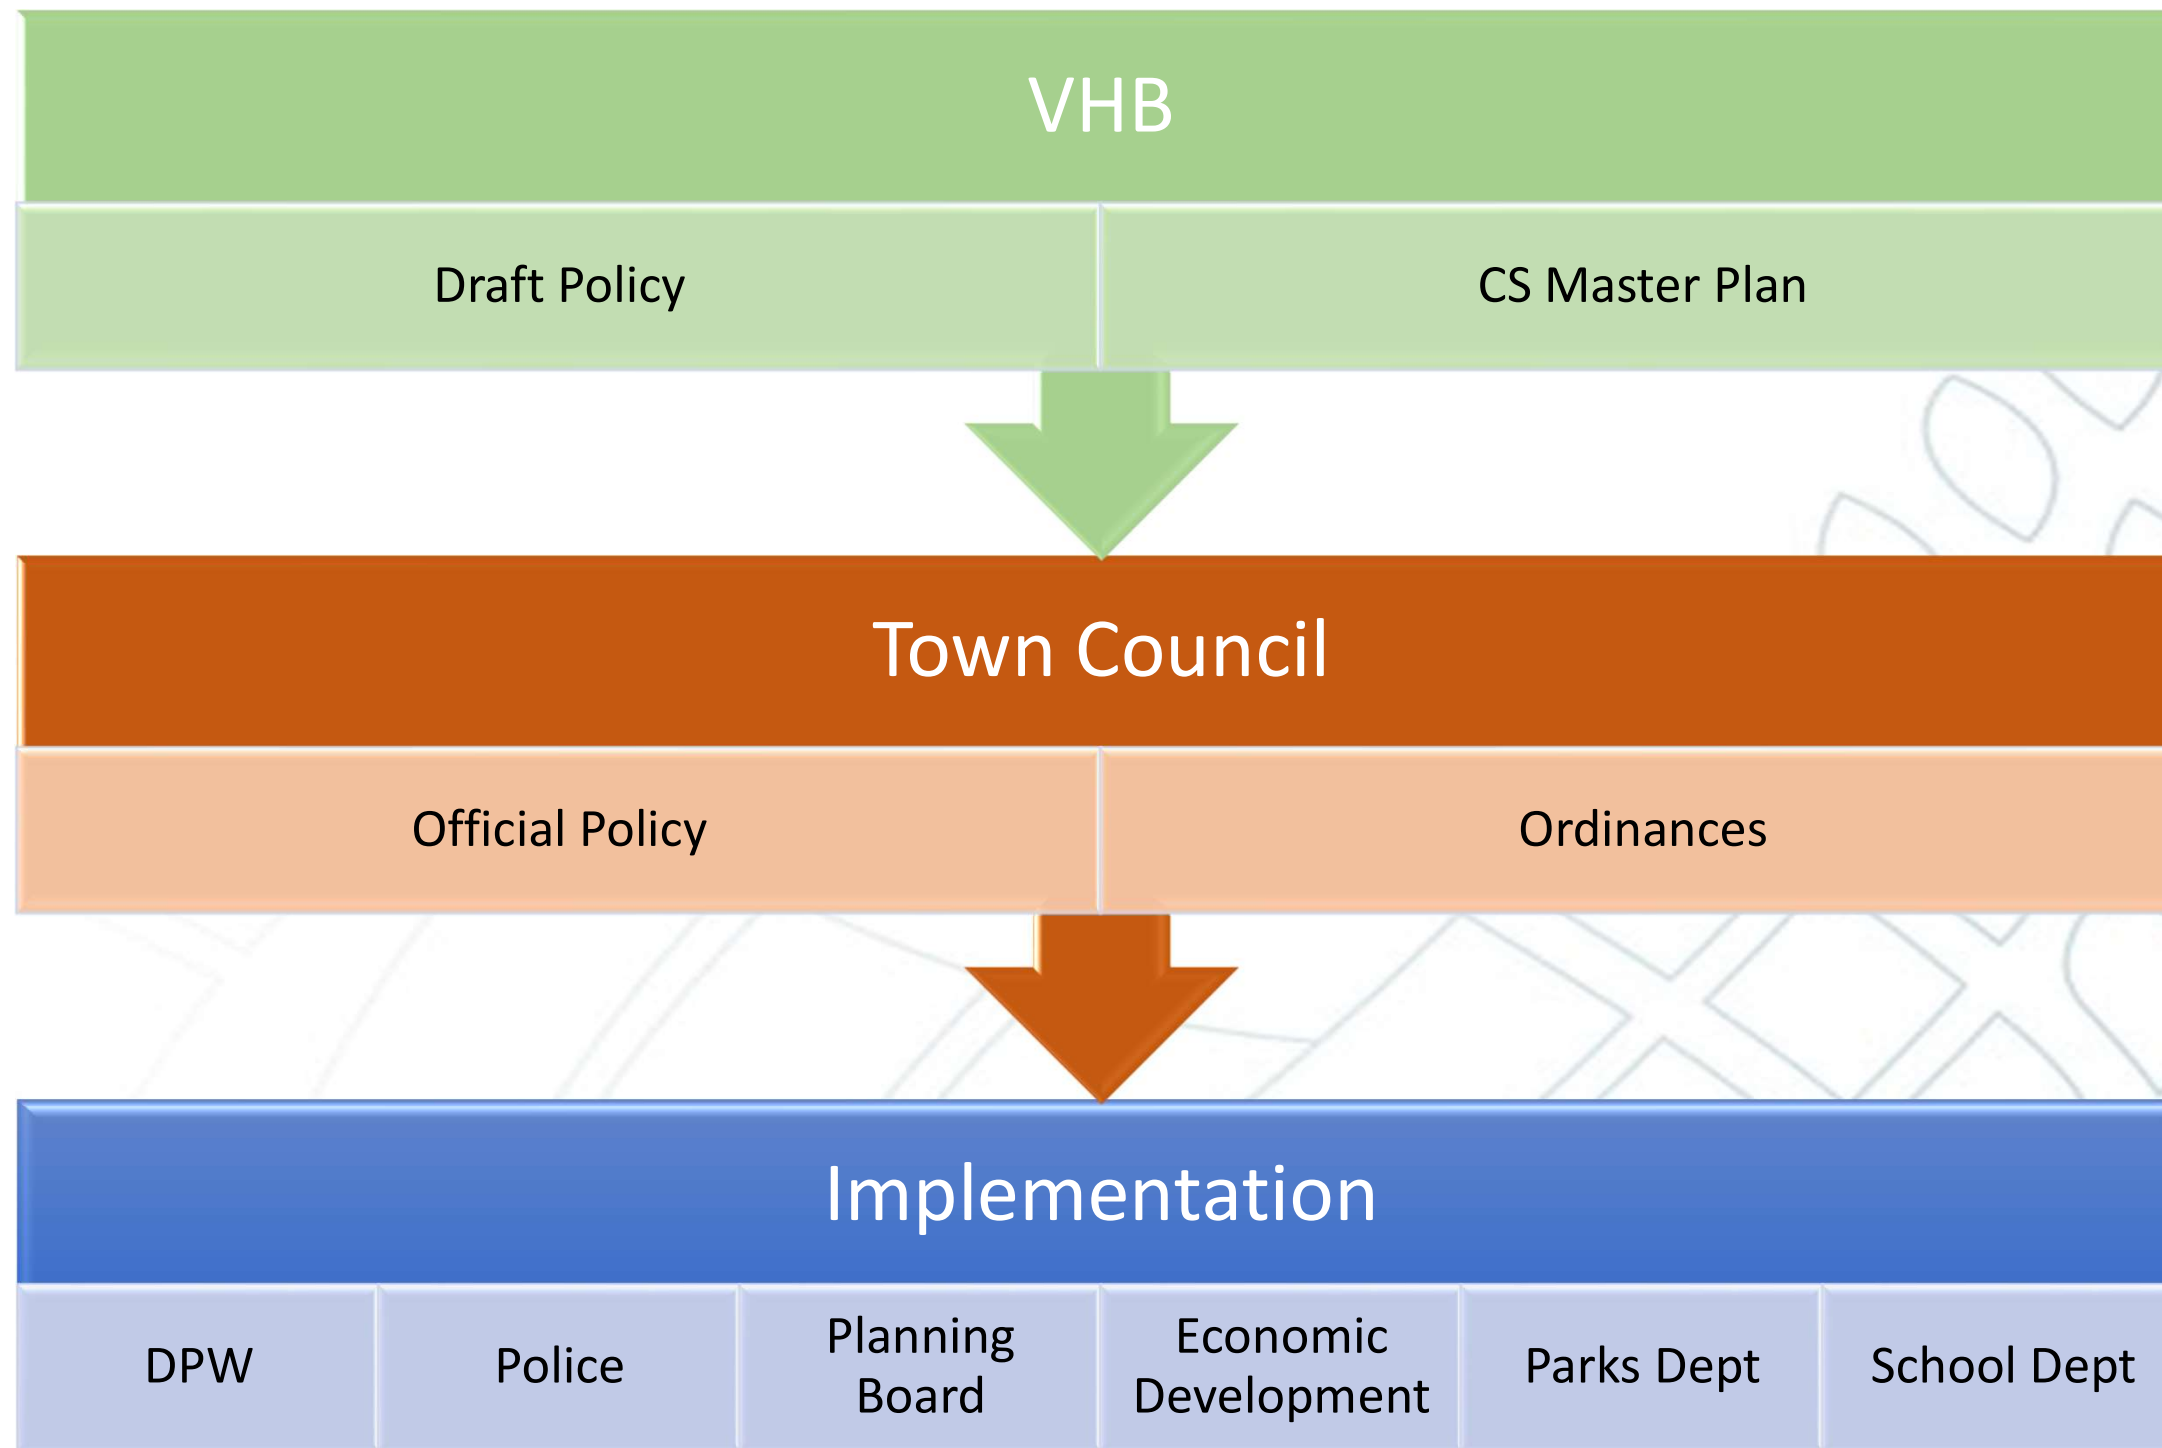 VHB
Draft Policy
CS Master Plan
Town Council
Official Policy
Ordinances
Implementation
DPW
Police
Planning
Board
Economic
Development
Parks Dept
School Dept